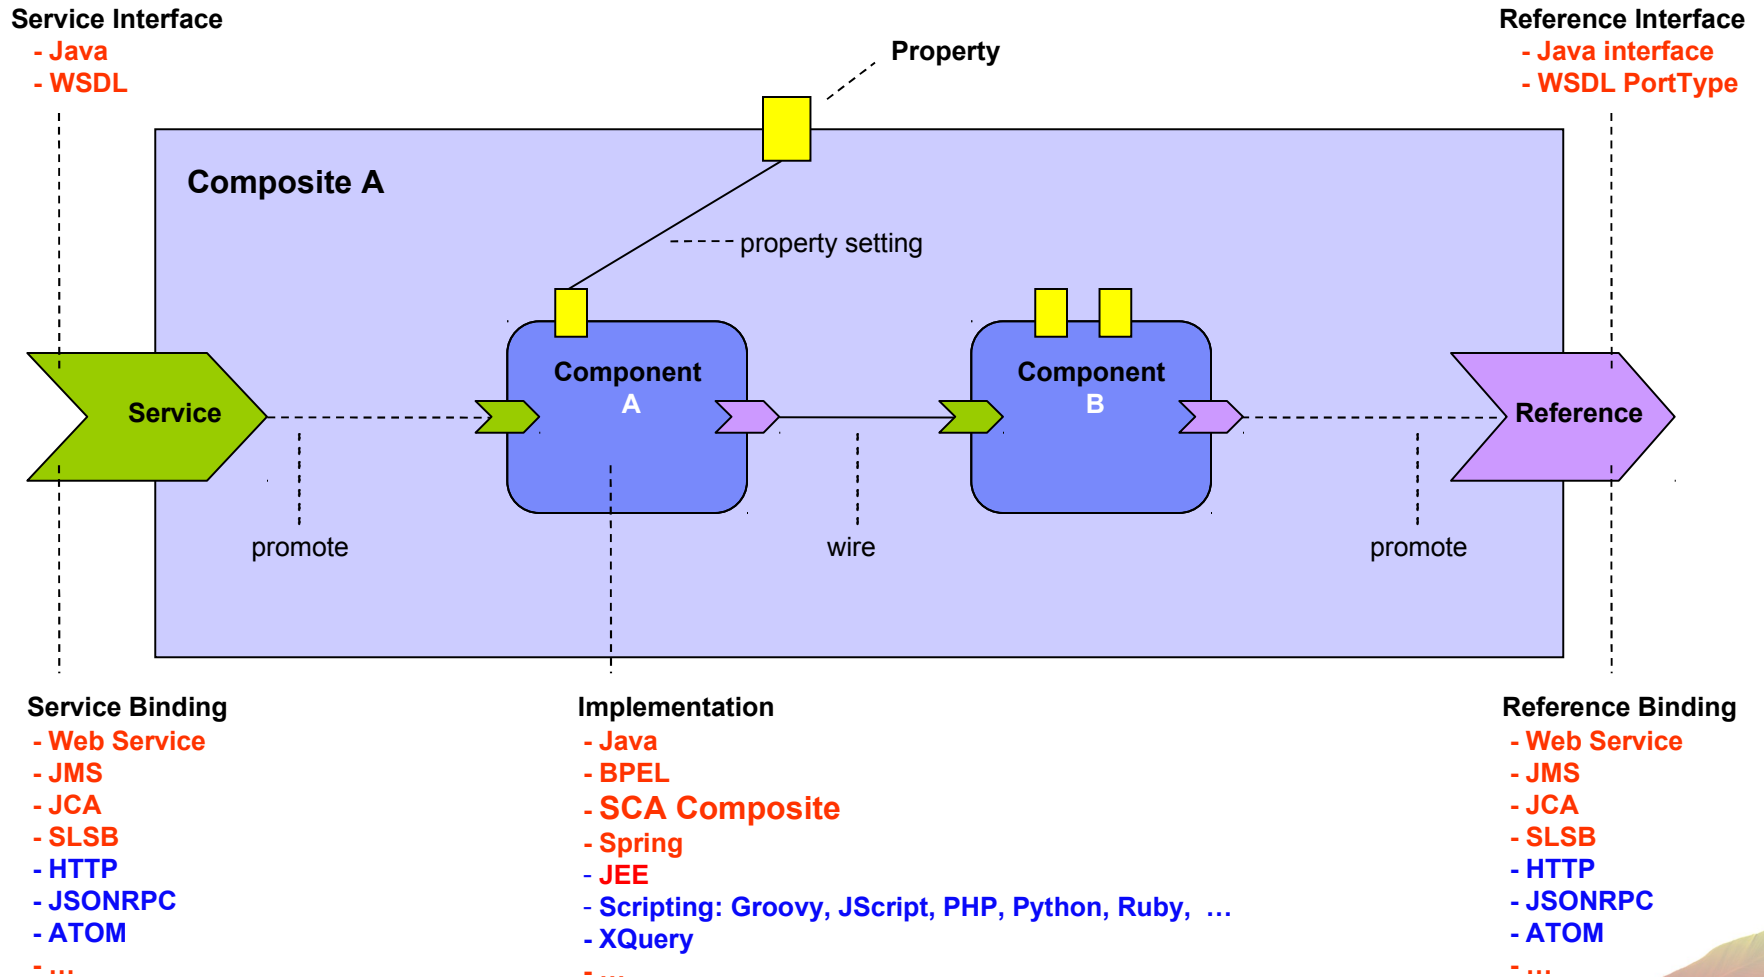 Service Interface
- Java
- WSDL
Property
Reference Interface
- Java interface
- WSDL PortType
Composite A
property setting
Service
Component
A
Component
B
Reference
promote
wire
promote
Service Binding
- Web Service
- JMS
- JCA
- SLSB
- HTTP
- JSONRPC
- ATOM
- …
Implementation
- Java
- BPEL
- SCA Composite
- Spring
- JEE
- Scripting: Groovy, JScript, PHP, Python, Ruby, …
- XQuery
- …
Reference Binding
- Web Service
- JMS
- JCA
- SLSB
- HTTP
- JSONRPC
- ATOM
- …